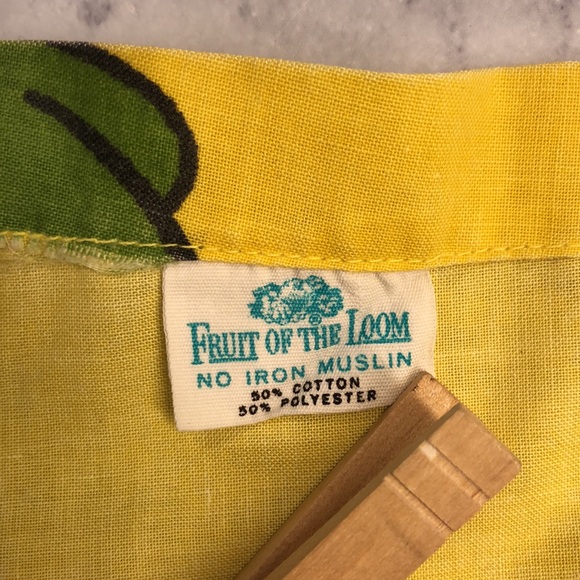 FRUIT OF THE LOOM
®
NO IRON MUSLIN
50% COTTON
50% POLYESTER